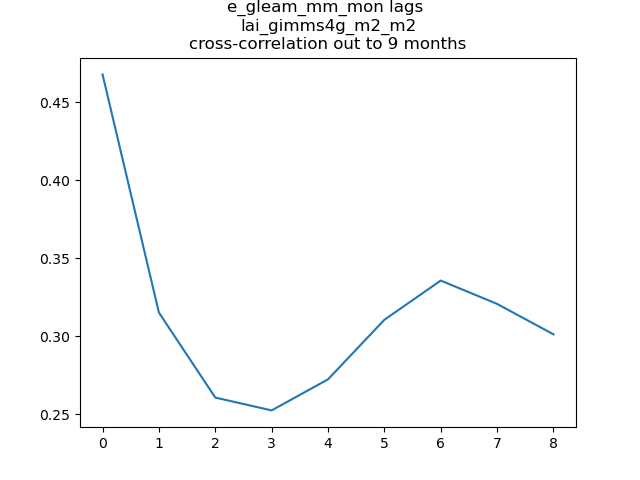 e_gleam_mm_mon lags
lai_gimms4g_m2_m2
cross-correlation out to 9 months
0.45
0.40
0.35
0.30
0.25
0 1 2 3 4 5 6 7 8